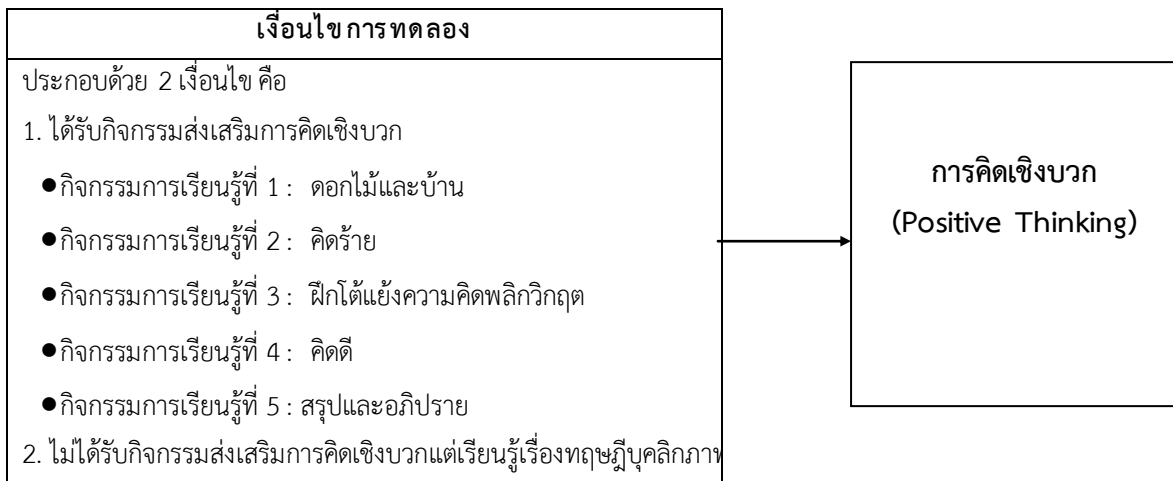 เงื่อนไขการทดลอง
ประกอบด้วย 2 เงื่อนไข คือ
1. ได้รับกิจกรรมส่งเสริมการคิดเชิงบวก
●กิจกรรมการเรียนรู้ที่ 1 : ดอกไม้และบ้าน
●กิจกรรมการเรียนรู้ที่ 2 : คิดร้าย
●กิจกรรมการเรียนรู้ที่ 3 : ฝึกโต้แย้งความคิดพลิกวิกฤต
●กิจกรรมการเรียนรู้ที่ 4 : คิดดี
●กิจกรรมการเรียนรู้ที่ 5 : สรุปและอภิปราย
2. ไม่ได้รับกิจกรรมส่งเสริมการคิดเชิงบวกแต่เรียนรู้เรื่องทฤษฎีบุคลิกภาพ
การคิดเชิงบวก
(Positive Thinking)